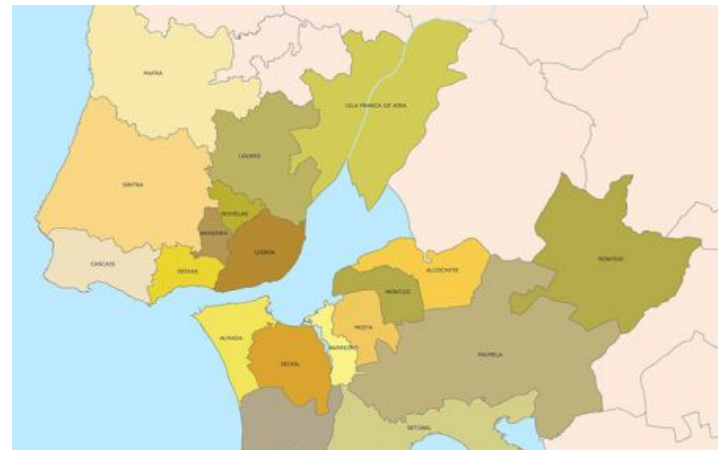 MAFRA
VILA FRANCA DE XIRA
LOURES
SINTRA
ODIVELAS
AMADORA
LISBOA
CASCAIS
OEIRAS
MONTIJO
ALCOCHETE
MONTIJO
MOITA
ALMADA
BARREIRO
PALMELA
SEIXAL
SETÚBAL